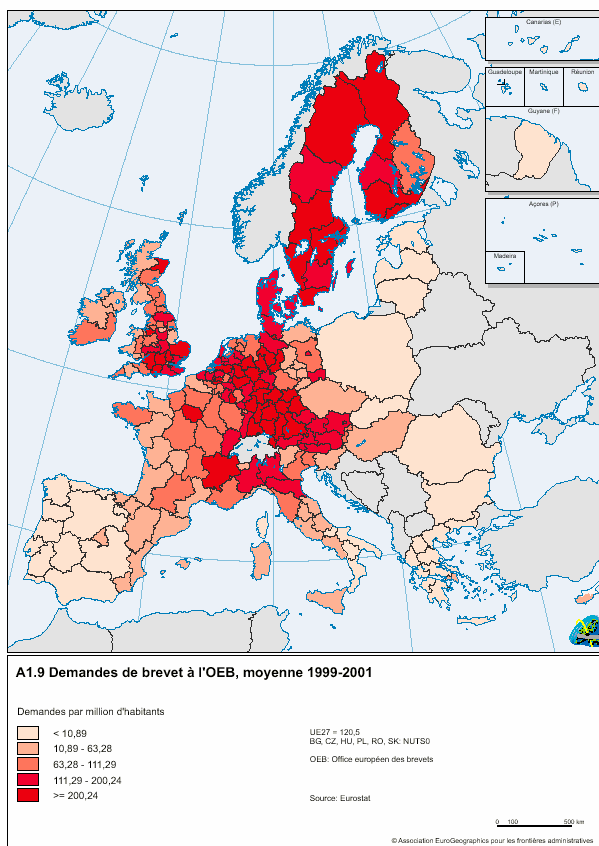 Canarias (E)
Guadeloupe
Martinique
Réunion
Guyane (F)
Açores (P)
Madeira
A1.9 Demandes de brevet à l'OEB, moyenne 1999-2001
Demandes par million d'habitants
< 10,89
10,89 - 63,28
63,28 - 111,29
111,29 - 200,24
>= 200,24
UE27 = 120,5
BG, CZ, HU, PL, RO, SK: NUTS0
OEB: Office européen des brevets
Source: Eurostat
0 100 500 km
© Association EuroGeographics pour les frontières administratives